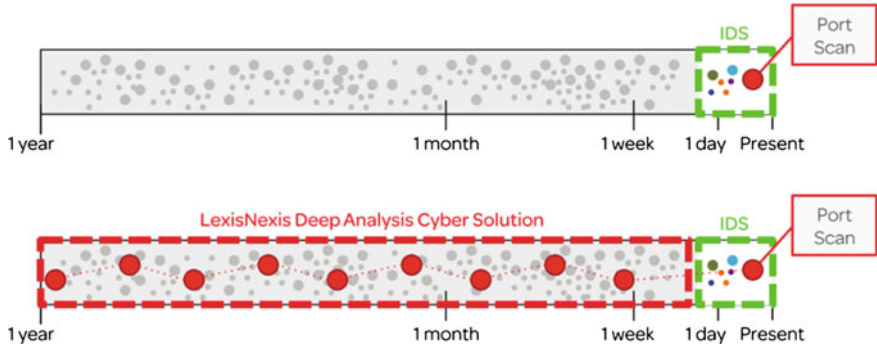 IDS
Port
Scan
1 year
1 month
1 week
1 day
Present
LexisNexis Deep Analysis Cyber Solution
IDS
Port
Scan
1 year
1 month
1 week
1 day
Present